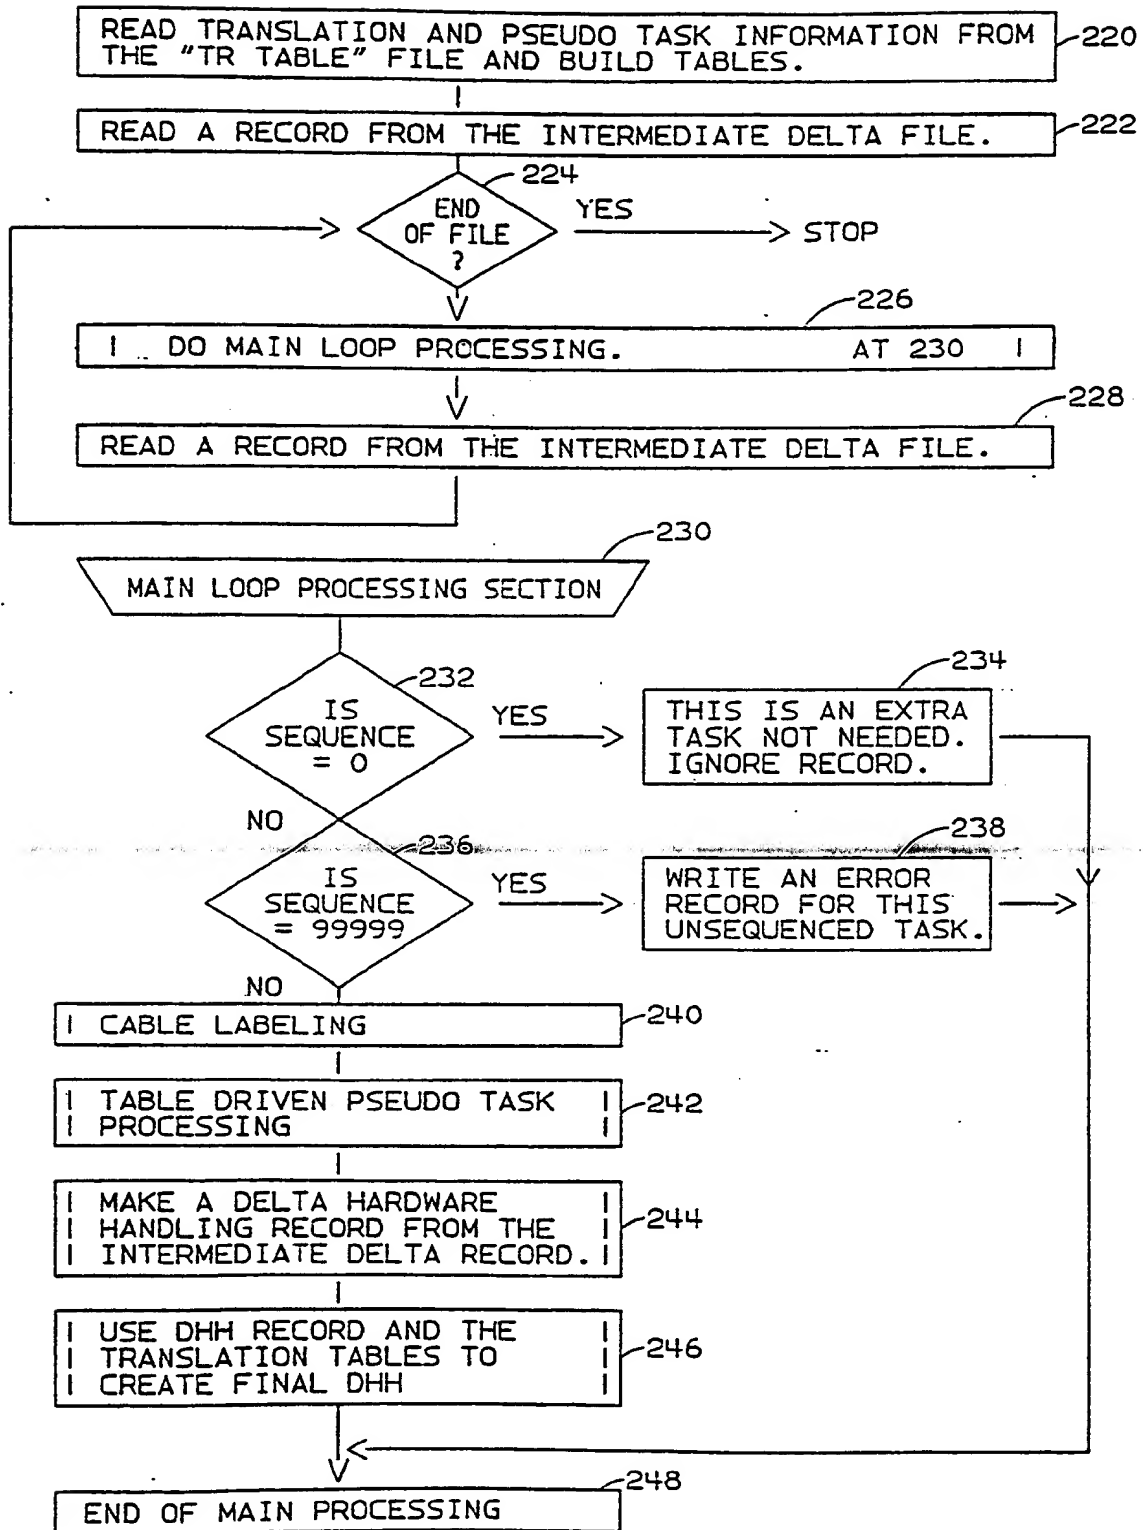 READ TRANSLATION AND PSEUDO TASK INFORMATION FROM
THE "TR TABLE" FILE AND BUILD TABLES.
220
READ A RECORD FROM THE INTERMEDIATE DELTA FILE.
222
224
END
OF FILE
?
YES
STOP
226
DO MAIN LOOP PROCESSING. AT 230
228
READ A RECORD FROM THE INTERMEDIATE DELTA FILE.
230
MAIN LOOP PROCESSING SECTION
232
IS
SEQUENCE
= 0
YES
234
THIS IS AN EXTRA
TASK NOT NEEDED.
IGNORE RECORD.
NO
236
IS
SEQUENCE
= 99999
YES
238
WRITE AN ERROR
RECORD FOR THIS
UNSEQUENCED TASK.
NO
CABLE LABELING
240
TABLE DRIVEN PSEUDO TASK
PROCESSING
242
MAKE A DELTA HARDWARE
HANDLING RECORD FROM THE
INTERMEDIATE DELTA RECORD.
244
USE DHH RECORD AND THE
TRANSLATION TABLES TO
CREATE FINAL DHH
246
248
END OF MAIN PROCESSING